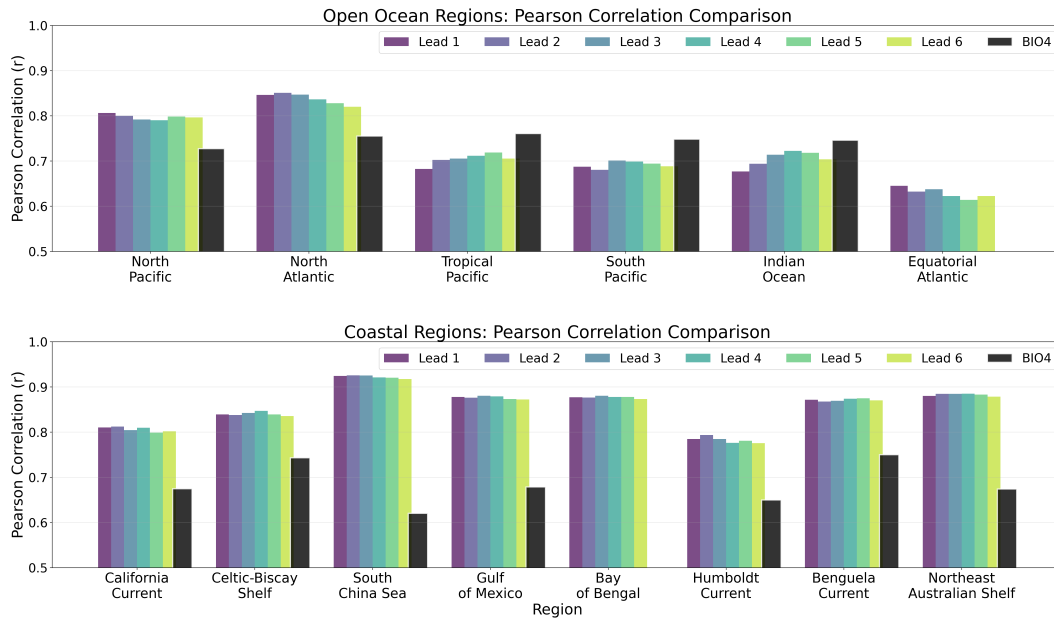 Open Ocean Regions: Pearson Correlation Comparison
Pearson Correlation (r)
1.0
0.9
0.8
0.7
0.6
0.5
Lead 1 Lead 2 Lead 3 Lead 4 Lead 5 Lead 6 BIO4
North Pacific
North Atlantic
Tropical Pacific
South Pacific
Indian Ocean
Equatorial Atlantic
Coastal Regions: Pearson Correlation Comparison
Pearson Correlation (r)
1.0
0.9
0.8
0.7
0.6
0.5
Lead 1 Lead 2 Lead 3 Lead 4 Lead 5 Lead 6 BIO4
California Current
Celtic-Biscay Shelf
South China Sea
Gulf of Mexico
Bay of Bengal
Humboldt Current
Benguela Current
Northeast Australian Shelf
Region